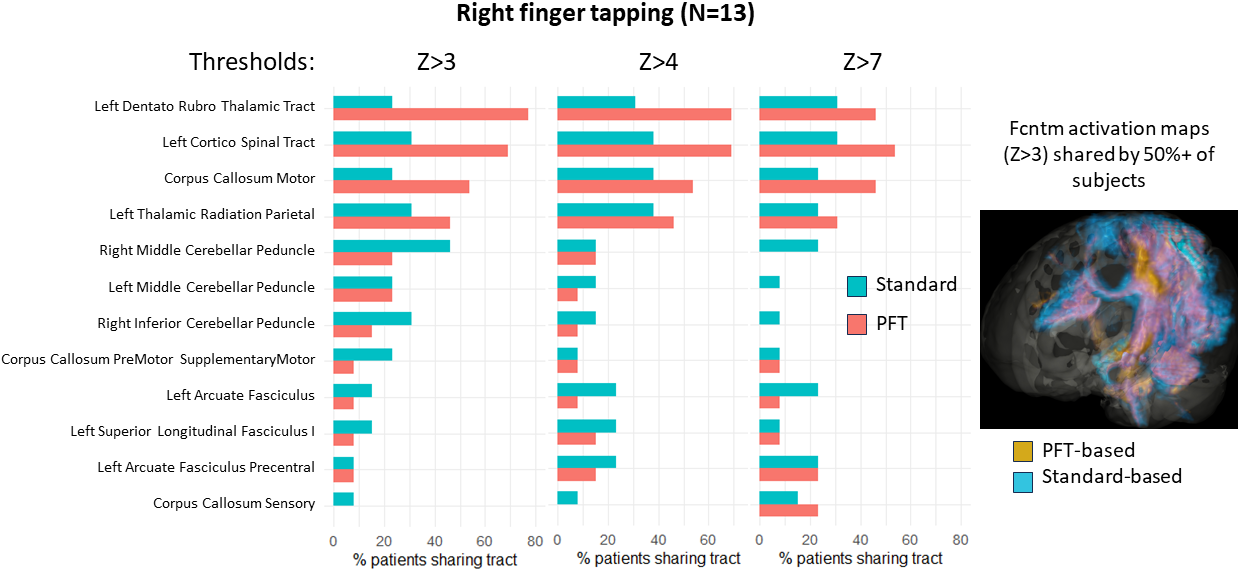 Right finger tapping (N=13)
Thresholds: Z>3 Z>4 Z>7
Left Dentato Rubro Thalamic Tract
Left Cortico Spinal Tract
Corpus Callosum Motor
Left Thalamic Radiation Parietal
Right Middle Cerebellar Peduncle
Left Middle Cerebellar Peduncle
Right Inferior Cerebellar Peduncle
Corpus Callosum PreMotor SupplementaryMotor
Left Arcuate Fasciculus
Left Superior Longitudinal Fasciculus I
Left Arcuate Fasciculus Precentral
Corpus Callosum Sensory
0 20 40 60 80
% patients sharing tract
0 20 40 60
% patients sharing tract
0 20 40 60 80
% patients sharing tract
Standard
PFT
Fcntm activation maps
(Z>3) shared by 50%+ of
subjects
PFT-based
Standard-based